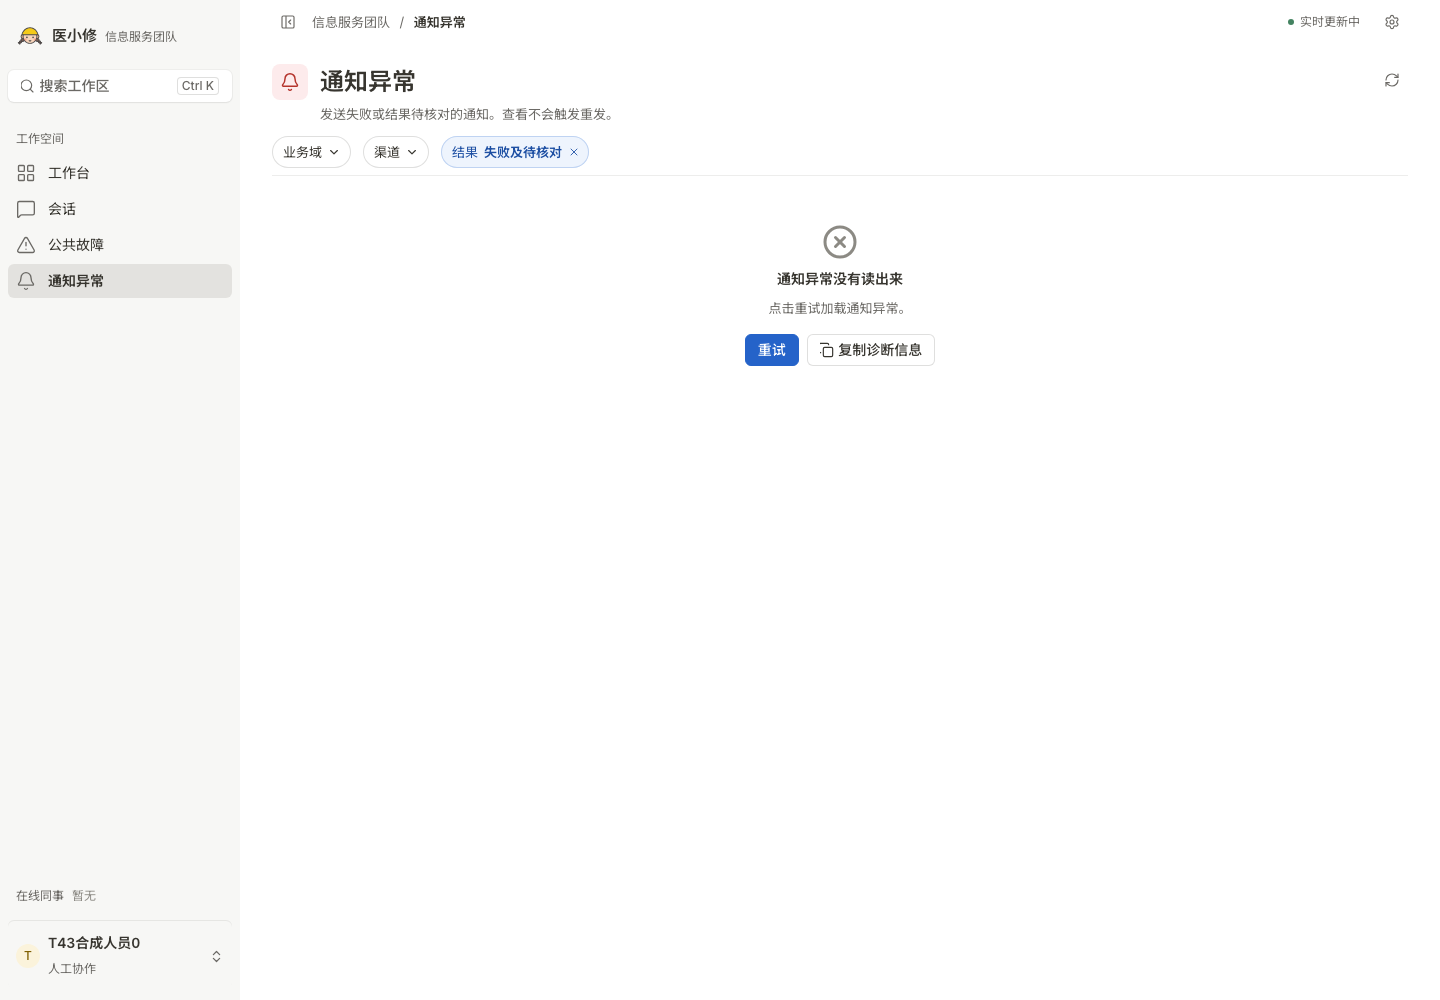 医小修 信息服务团队
搜索工作区 Ctrl K
工作空间
工作台
会话
公共故障
通知异常
在线同事 暂无
T
T43合成人员0
人工协作
信息服务团队 / 通知异常
实时更新中
通知异常
发送失败或结果待核对的通知。查看不会触发重发。
业务域 渠道 结果 失败及待核对
通知异常没有读出来
点击重试加载通知异常。
重试 复制诊断信息